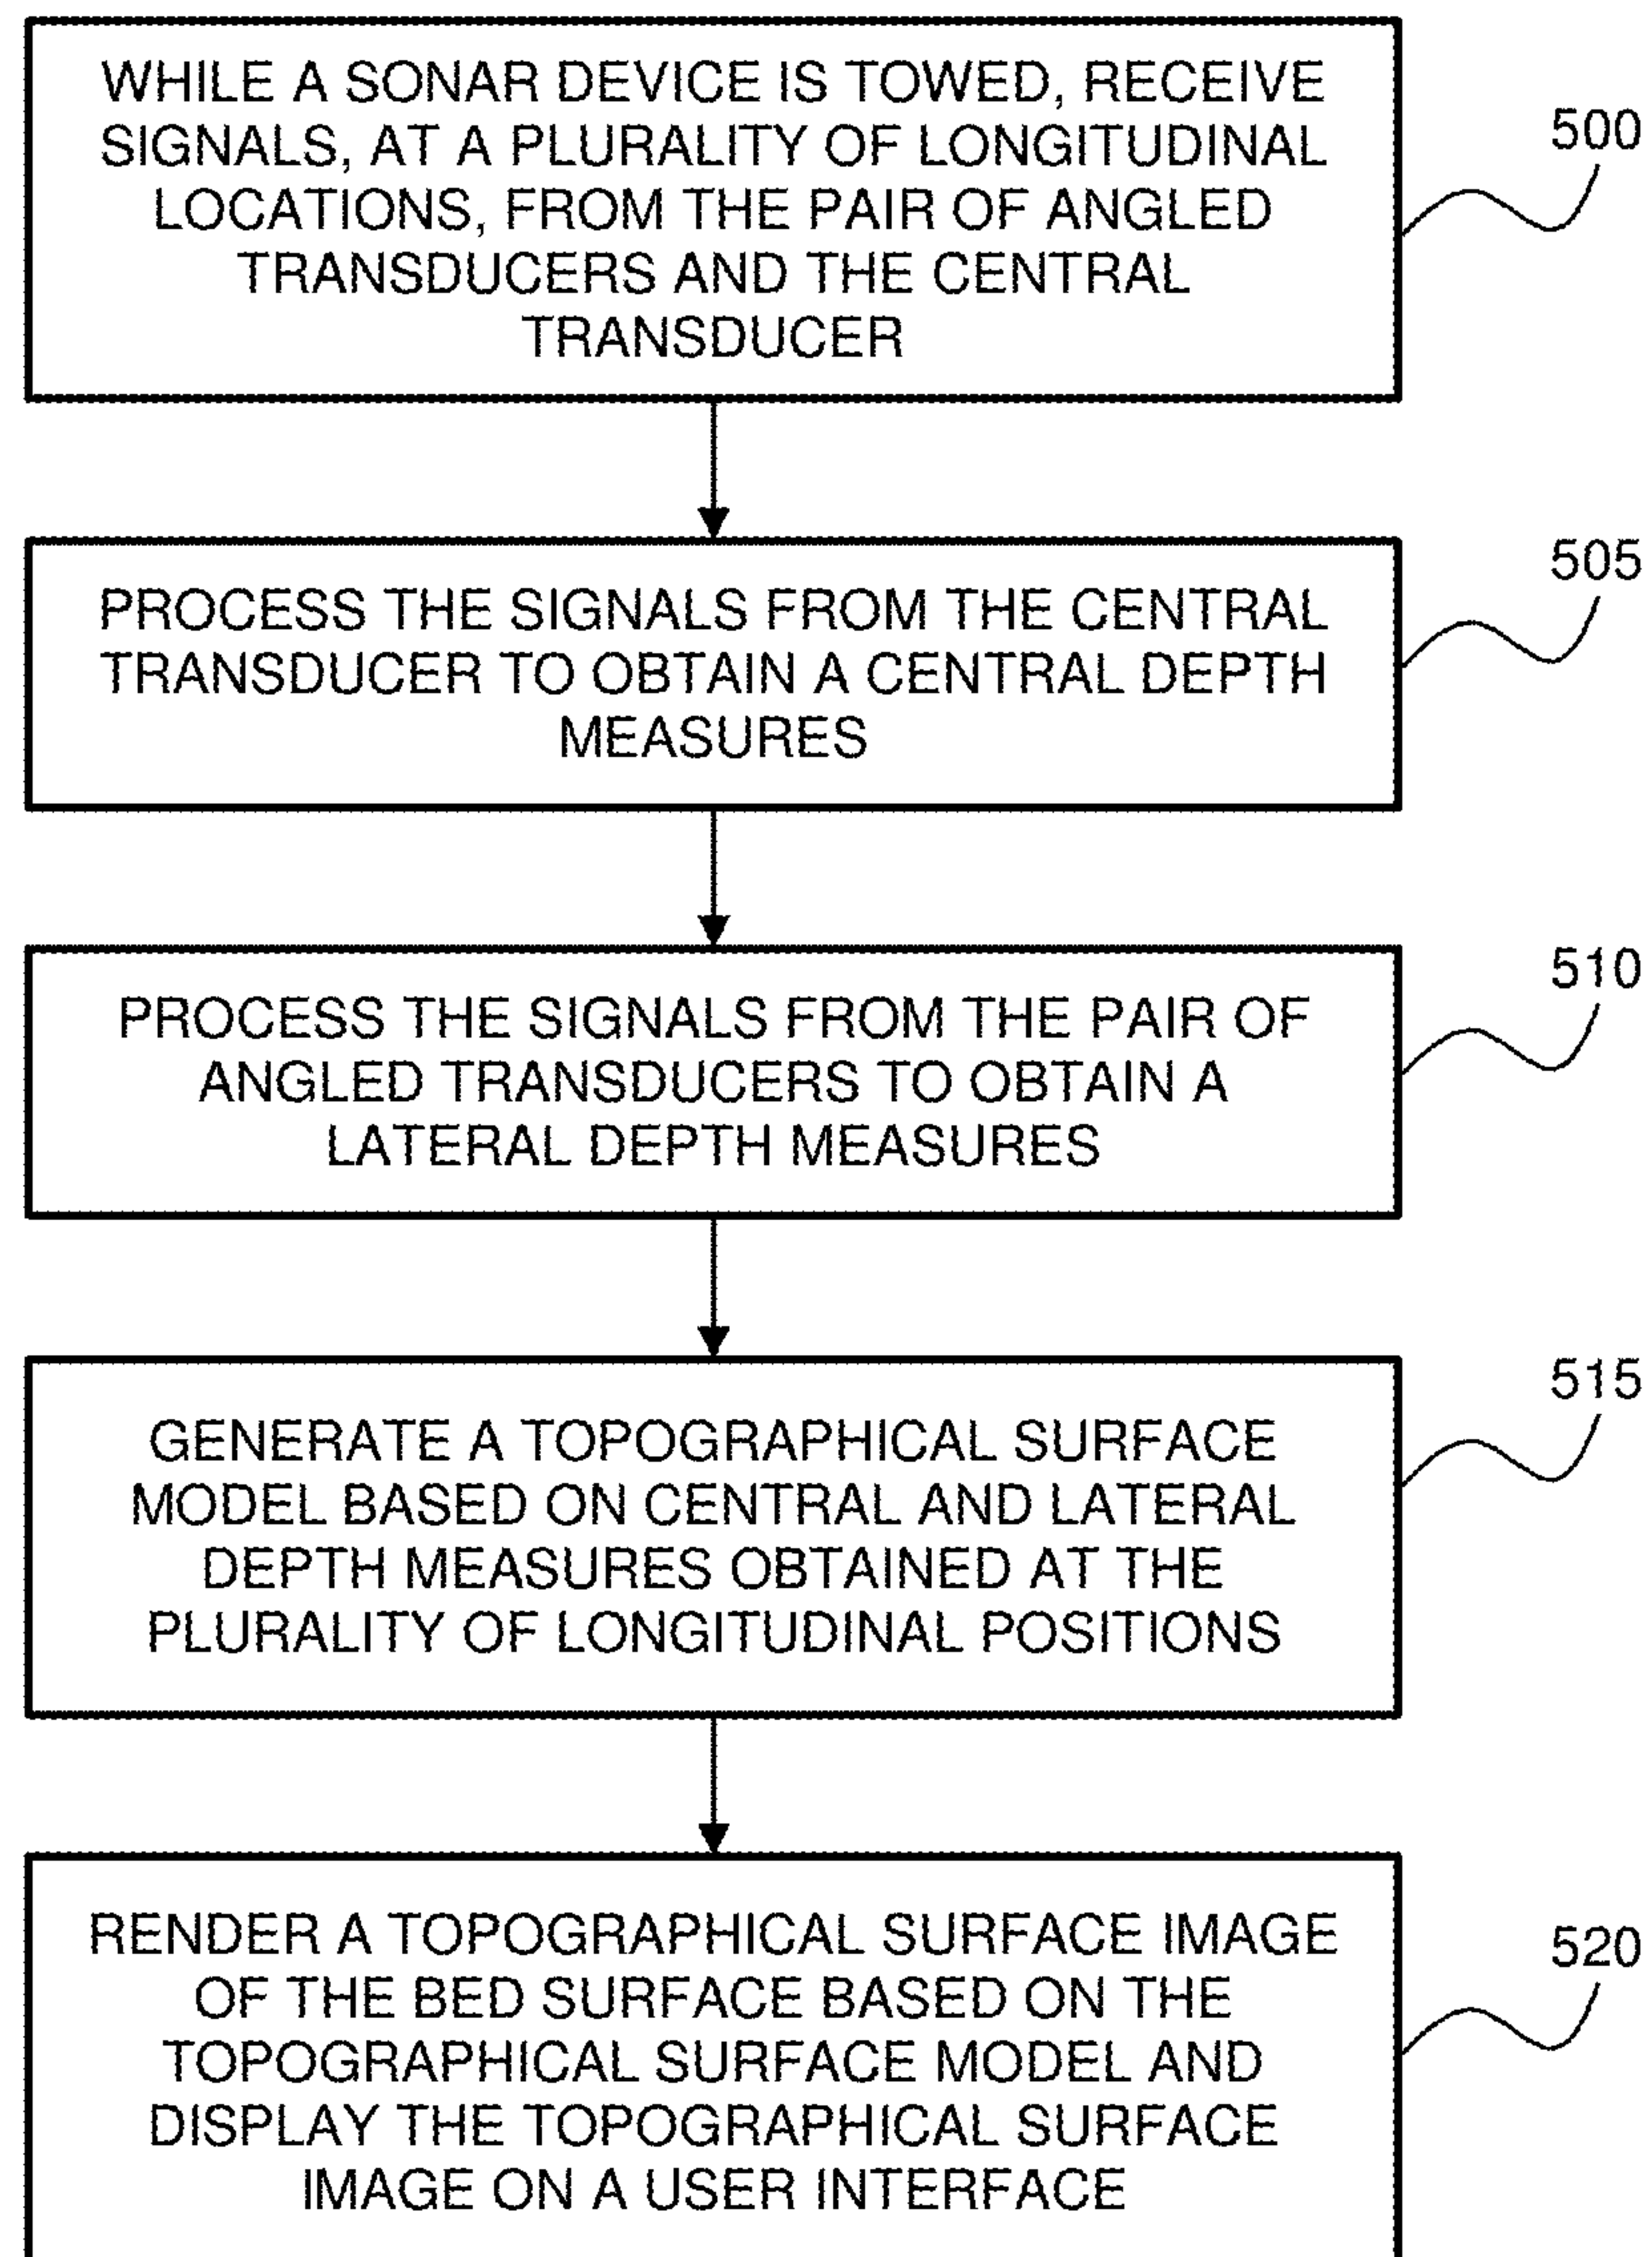 WHILE A SONAR DEVICE IS TOWED, RECEIVE
SIGNALS, AT A PLURALITY OF LONGITUDINAL
LOCATIONS, FROM THE PAIR OF ANGLED
TRANSDUCERS AND THE CENTRAL
TRANSDUCER
500
PROCESS THE SIGNALS FROM THE CENTRAL
TRANSDUCER TO OBTAIN A CENTRAL DEPTH
MEASURES
505
PROCESS THE SIGNALS FROM THE PAIR OF
ANGLED TRANSDUCERS TO OBTAIN A
LATERAL DEPTH MEASURES
510
GENERATE A TOPOGRAPHICAL SURFACE
MODEL BASED ON CENTRAL AND LATERAL
DEPTH MEASURES OBTAINED AT THE
PLURALITY OF LONGITUDINAL POSITIONS
515
RENDER A TOPOGRAPHICAL SURFACE IMAGE
OF THE BED SURFACE BASED ON THE
TOPOGRAPHICAL SURFACE MODEL AND
DISPLAY THE TOPOGRAPHICAL SURFACE
IMAGE ON A USER INTERFACE
520